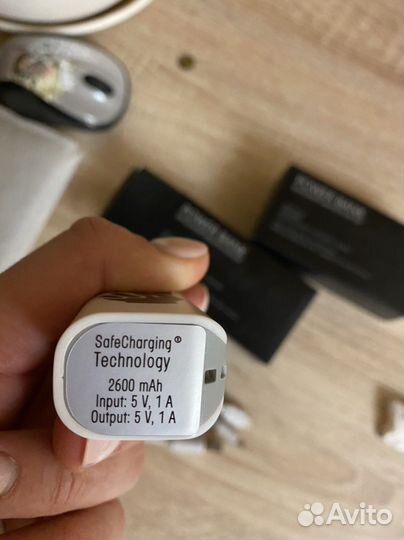 SafeCharging®
Technology
2600 mAh
Input: 5 V, 1 A
Output: 5 V, 1 A
Avito